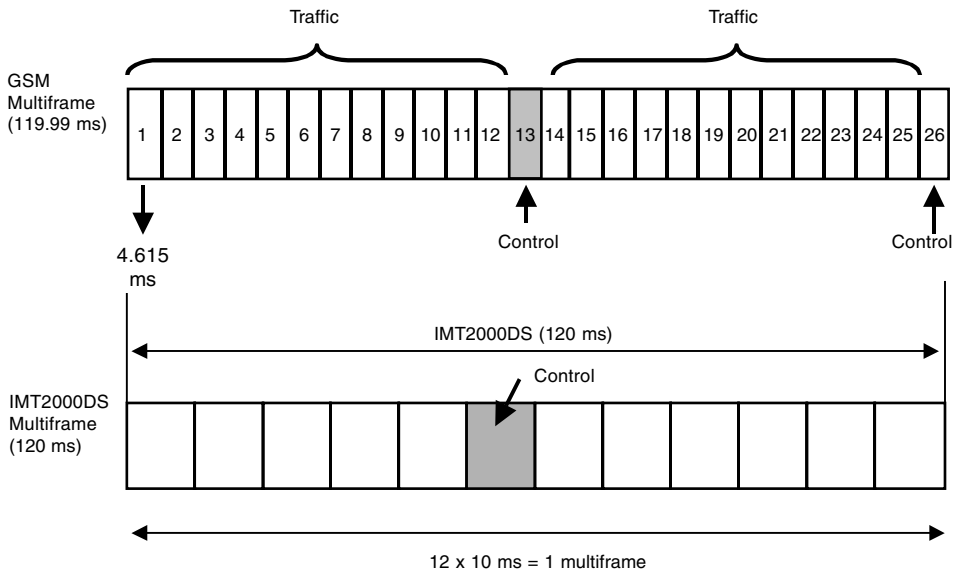 Traffic
Traffic
GSM
Multiframe
(119.99 ms)
1 2 3 4 5 6 7 8 9 10 11 12 13 14 15 16 17 18 19 20 21 22 23 24 25 26
Control
Control
4.615
ms
IMT2000DS (120 ms)
Control
IMT2000DS
Multiframe
(120 ms)
12 x 10 ms = 1 multiframe